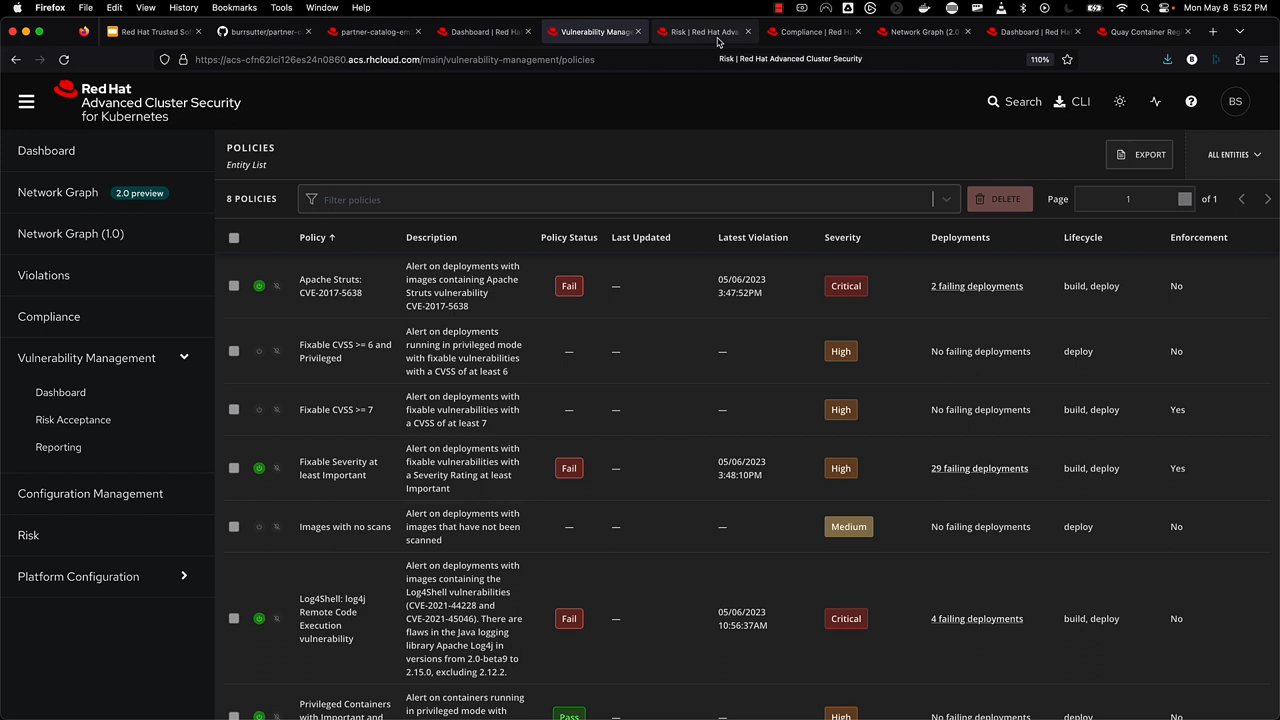 Firefox File Edit View History Bookmarks Tools Window Help Mon May 8 5:52 PM
Red Hat Trusted Sof
burrsutter/partner-c
partner-catalog-em
Dashboard | Red Hat
Vulnerability Manage
Risk | Red Hat Adva
Compliance | Red H
Network Graph (2.0
Dashboard | Red Hat
Quay Container Reg
https://acs-cfn62lci126es24n0860.acs.rhcloud.com/main/vulnerability-management/policies
Risk | Red Hat Advanced Cluster Security
110%
B
Red Hat
Advanced Cluster Security
for Kubernetes
Search
CLI
BS
Dashboard
Network Graph 2.0 preview
Network Graph (1.0)
Violations
Compliance
Vulnerability Management
Dashboard
Risk Acceptance
Reporting
Configuration Management
Risk
Platform Configuration
POLICIES
Entity List
EXPORT
ALL ENTITIES
8 POLICIES
Filter policies
DELETE
Page 1 of 1
Policy Description Policy Status Last Updated Latest Violation Severity Deployments Lifecycle Enforcement
Apache Struts:
CVE-2017-5638
Alert on deployments with
images containing Apache
Struts vulnerability
CVE-2017-5638
Fail
—
05/06/2023
3:47:52PM
Critical
2 failing deployments
build, deploy
No
Fixable CVSS >= 6 and
Privileged
Alert on deployments
running in privileged mode
with fixable vulnerabilities
with a CVSS of at least 6
—
—
—
High
No failing deployments
deploy
No
Fixable CVSS >= 7
Alert on deployments with
fixable vulnerabilities with
a CVSS of at least 7
—
—
—
High
No failing deployments
build, deploy
Yes
Fixable Severity at
least Important
Alert on deployments with
fixable vulnerabilities with
a Severity Rating at least
Important
Fail
—
05/06/2023
3:48:10PM
High
29 failing deployments
build, deploy
Yes
Images with no scans
Alert on deployments with
images that have not been
scanned
—
—
—
Medium
No failing deployments
deploy
No
Log4Shell: log4j
Remote Code
Execution
vulnerability
Alert on deployments with
images containing the
Log4Shell vulnerabilities
(CVE-2021-44228 and
CVE-2021-45046). There are
flaws in the Java logging
library Apache Log4j in
versions from 2.0-beta9 to
2.15.0, excluding 2.12.2.
Fail
—
05/06/2023
10:56:37AM
Critical
4 failing deployments
build, deploy
No
Privileged Containers
with Important and
Alert on containers running
in privileged mode with
Pass
High
No failing deployments
build, deploy
No